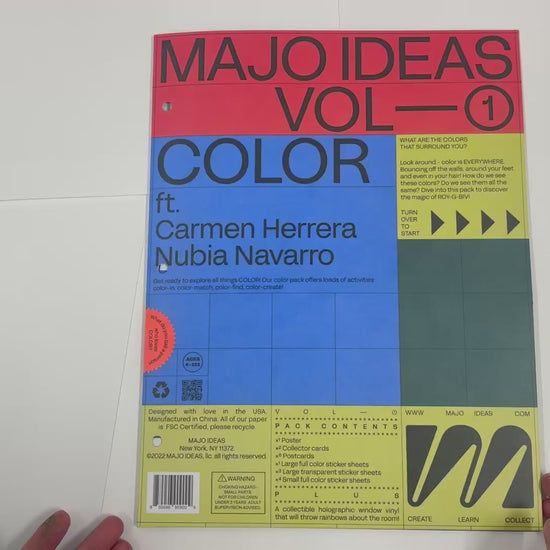 MAJO IDEAS
VOL—1
COLOR
ft.
Carmen Herrera
Nubia Navarro
Get ready to explore all things COLOR! Our color pack offers loads of activities
color-in, color-match, color-find, color-create!
WHAT ARE THE COLORS
THAT SURROUND YOU?
Look around - color is EVERYWHERE.
Bouncing off the walls, around your feet
and even in your hair! How do we see
these colors? Do we see them all the
same? Dive into this pack to discover
the magic of ROY-G-BIV!
TURN
OVER
TO
START
COLOR?
AGES
Designed with love in the USA.
Manufactured in China. All of our paper
is FSC Certified, please recycle.
MAJO IDEAS
New York, NY 11372
©2022 MAJO IDEAS, llc all rights reserved.
WARNING
CHOKING HAZARD-
SMALL PARTS
NOT FOR CHILDREN
UNDER 3 YEARS. ADULT
SUPERVISION ADVISED.
VOL—1
PACK CONTENTS
Poster
Collector cards
Postcards
Large full color sticker sheets
Large transparent sticker sheets
Small full color sticker sheets
PLUS
A collectible holographic window vinyl
that will throw rainbows about the room!
WWW MAJO IDEAS COM
CREATE LEARN COLLECT